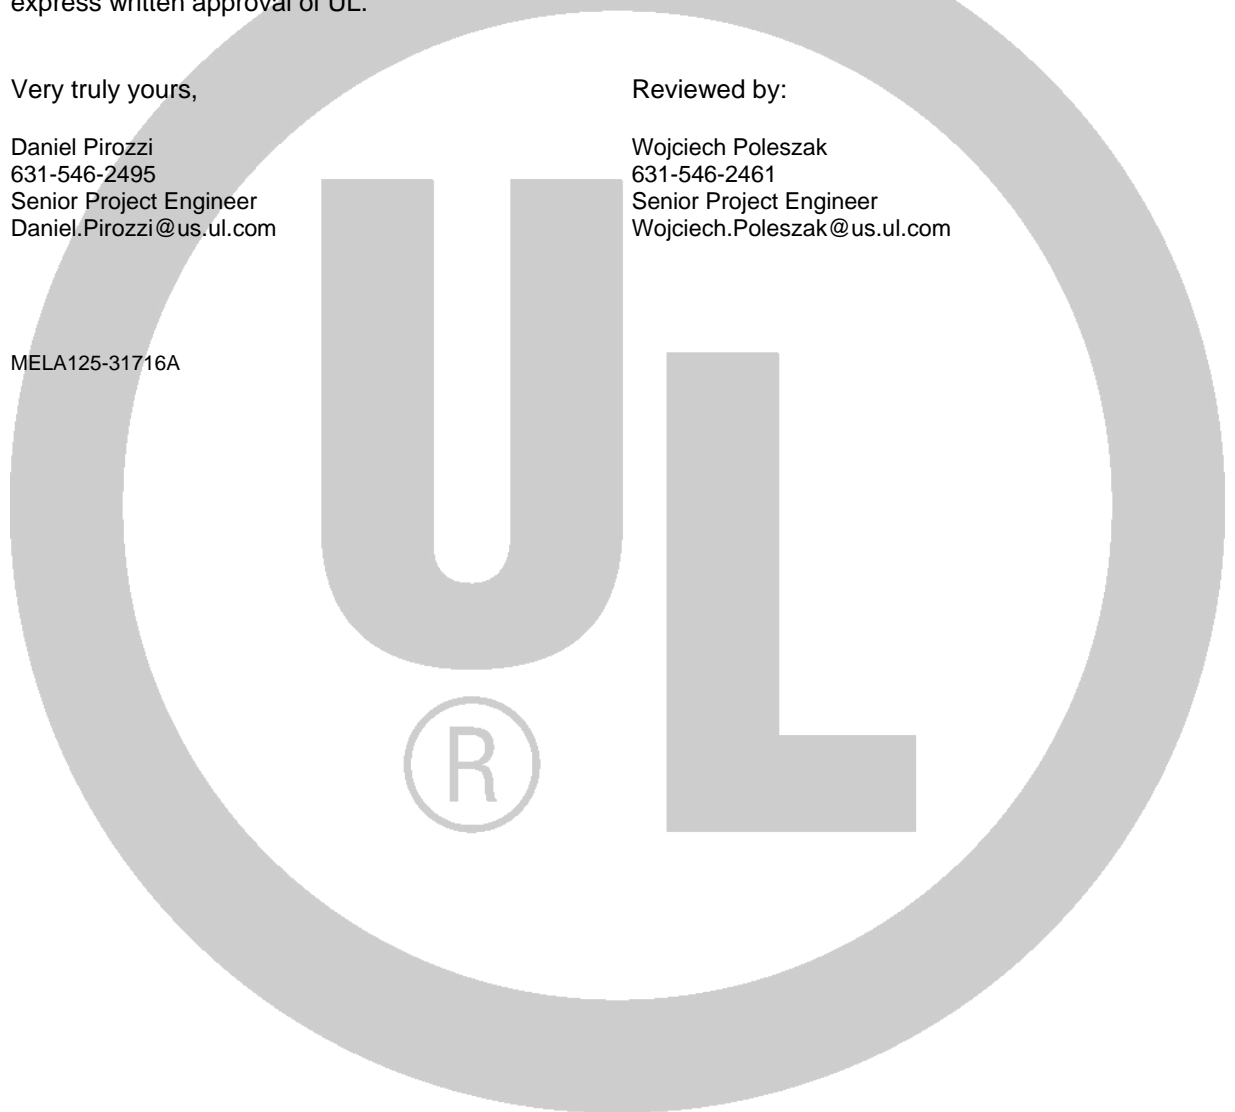 express written approval of UL.
Very truly yours,
Daniel Pirozzi
631-546-2495
Senior Project Engineer
Daniel.Pirozzi@us.ul.com
Reviewed by:
Wojciech Poleszak
631-546-2461
Senior Project Engineer
Wojciech.Poleszak@us.ul.com
MELA125-31716A
UL
®